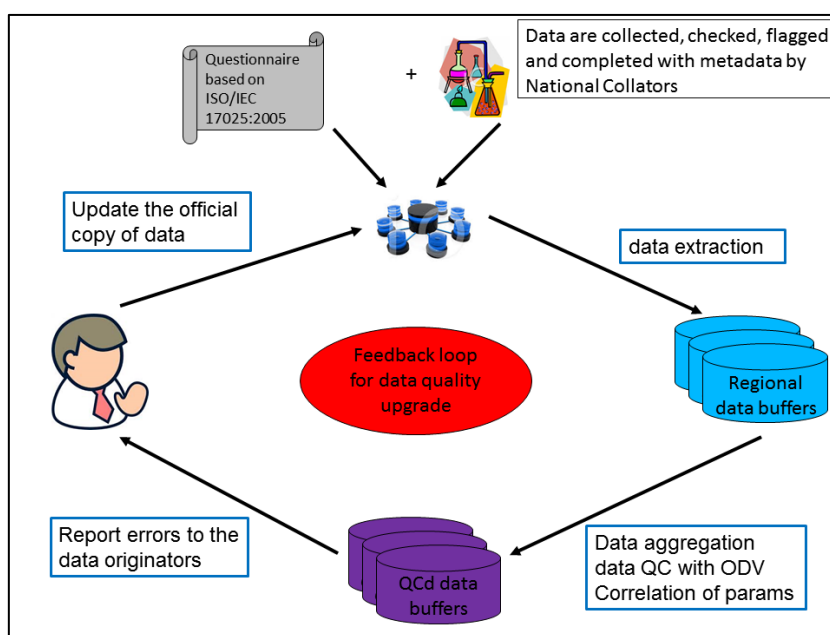 Questionnaire
based on
ISO/IEC
17025:2005
+
Data are collected, checked, flagged
and completed with metadata by
National Collators
Update the official
copy of data
data extraction
Feedback loop
for data quality
upgrade
Regional
data buffers
Report errors to the
data originators
QCd data
buffers
Data aggregation
data QC with ODV
Correlation of params